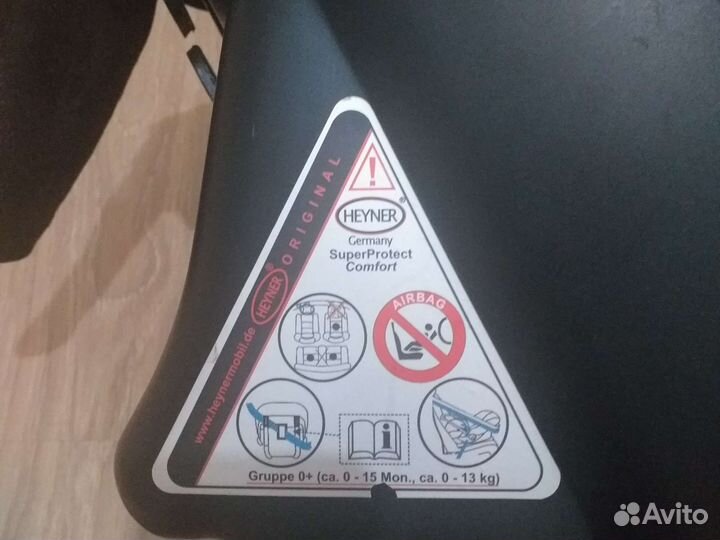 www.heynermobil.de HEYNER® ORIGINAL
!
HEYNER®
Germany
SuperProtect
Comfort
AIRBAG
i
Gruppe 0+ (ca. 0 - 15 Mon., ca. 0 - 13 kg)
Avito